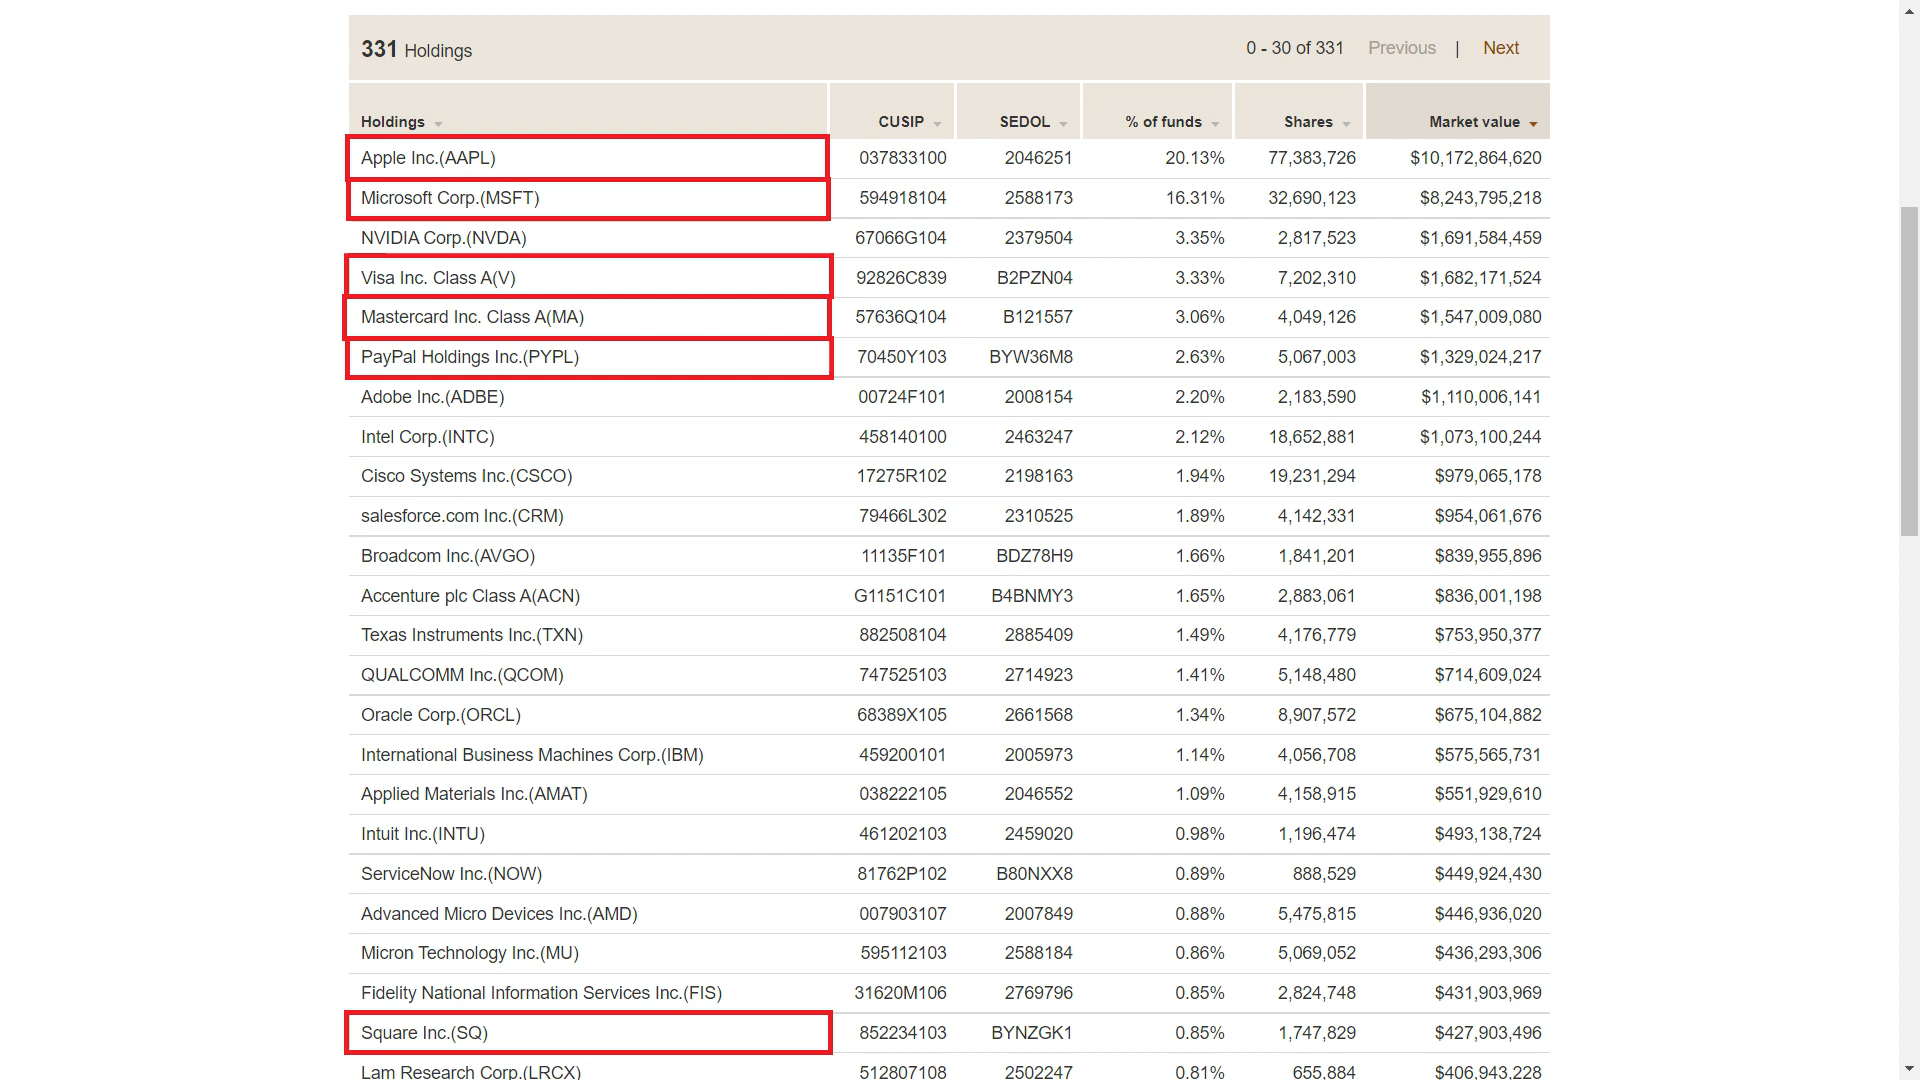 331 Holdings 0 - 30 of 331 Previous | Next
Holdings CUSIP SEDOL % of funds Shares Market value
Apple Inc.(AAPL) 037833100 2046251 20.13% 77,383,726 $10,172,864,620
Microsoft Corp.(MSFT) 594918104 2588173 16.31% 32,690,123 $8,243,795,218
NVIDIA Corp.(NVDA) 67066G104 2379504 3.35% 2,817,523 $1,691,584,459
Visa Inc. Class A(V) 92826C839 B2PZN04 3.33% 7,202,310 $1,682,171,524
Mastercard Inc. Class A(MA) 57636Q104 B121557 3.06% 4,049,126 $1,547,009,080
PayPal Holdings Inc.(PYPL) 70450Y103 BYW36M8 2.63% 5,067,003 $1,329,024,217
Adobe Inc.(ADBE) 00724F101 2008154 2.20% 2,183,590 $1,110,006,141
Intel Corp.(INTC) 458140100 2463247 2.12% 18,652,881 $1,073,100,244
Cisco Systems Inc.(CSCO) 17275R102 2198163 1.94% 19,231,294 $979,065,178
salesforce.com Inc.(CRM) 79466L302 2310525 1.89% 4,142,331 $954,061,676
Broadcom Inc.(AVGO) 11135F101 BDZ78H9 1.66% 1,841,201 $839,955,896
Accenture plc Class A(ACN) G1151C101 B4BNMY3 1.65% 2,883,061 $836,001,198
Texas Instruments Inc.(TXN) 882508104 2885409 1.49% 4,176,779 $753,950,377
QUALCOMM Inc.(QCOM) 747525103 2714923 1.41% 5,148,480 $714,609,024
Oracle Corp.(ORCL) 68389X105 2661568 1.34% 8,907,572 $675,104,882
International Business Machines Corp.(IBM) 459200101 2005973 1.14% 4,056,708 $575,565,731
Applied Materials Inc.(AMAT) 038222105 2046552 1.09% 4,158,915 $551,929,610
Intuit Inc.(INTU) 461202103 2459020 0.98% 1,196,474 $493,138,724
ServiceNow Inc.(NOW) 81762P102 B80NXX8 0.89% 888,529 $449,924,430
Advanced Micro Devices Inc.(AMD) 007903107 2007849 0.88% 5,475,815 $446,936,020
Micron Technology Inc.(MU) 595112103 2588184 0.86% 5,069,052 $436,293,306
Fidelity National Information Services Inc.(FIS) 31620M106 2769796 0.85% 2,824,748 $431,903,969
Square Inc.(SQ) 852234103 BYNZGK1 0.85% 1,747,829 $427,903,496
Lam Research Corp.(LRCX) 512807108 2502247 0.81% 655,884 $406,943,228